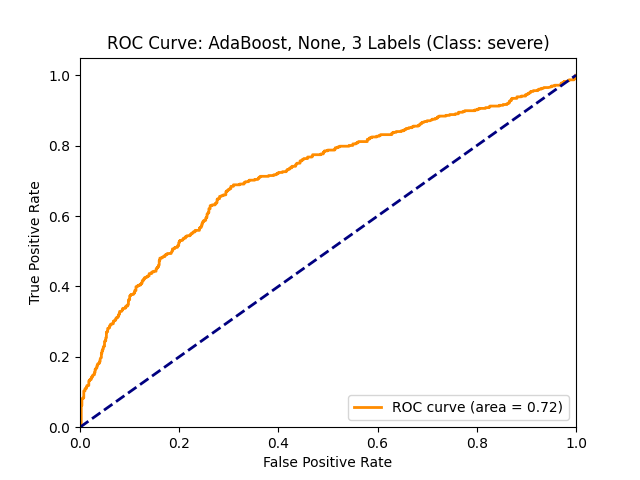 ROC Curve: AdaBoost, None, 3 Labels (Class: severe)
1.0
0.8
0.6
0.4
0.2
0.0
True Positive Rate
ROC curve (area = 0.72)
0.0 0.2 0.4 0.6 0.8 1.0
False Positive Rate